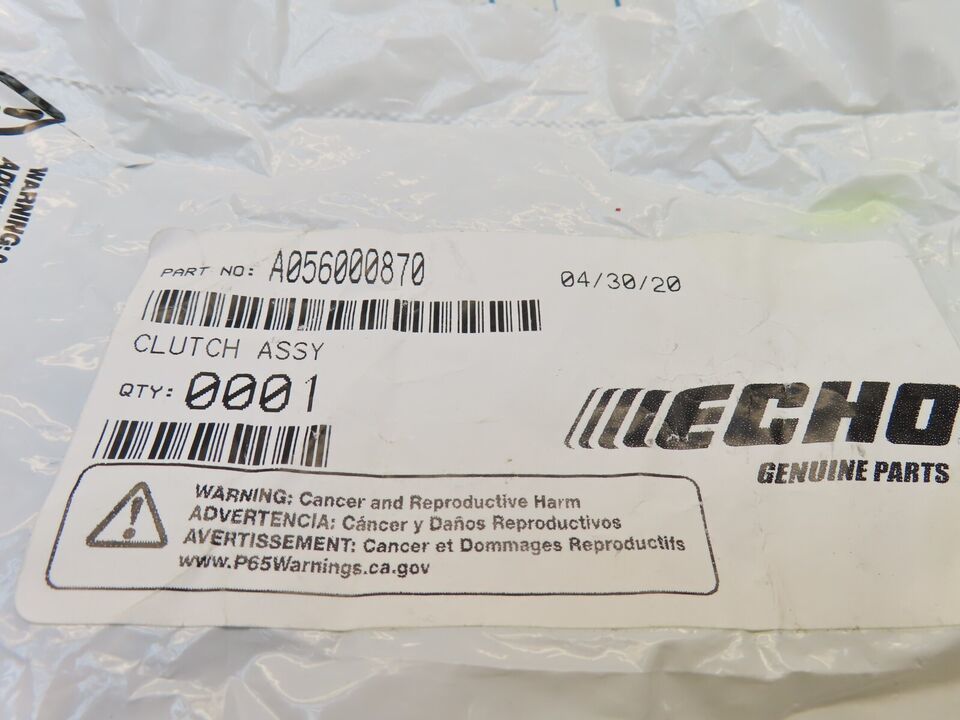 WARNING:
PART NO: A056000870
04/30/20
CLUTCH ASSY
QTY: 0001
ECHO
GENUINE PARTS
WARNING: Cancer and Reproductive Harm
ADVERTENCIA: Cáncer y Daños Reproductivos
AVERTISSEMENT: Cancer et Dommages Reproductifs
www.P65Warnings.ca.gov